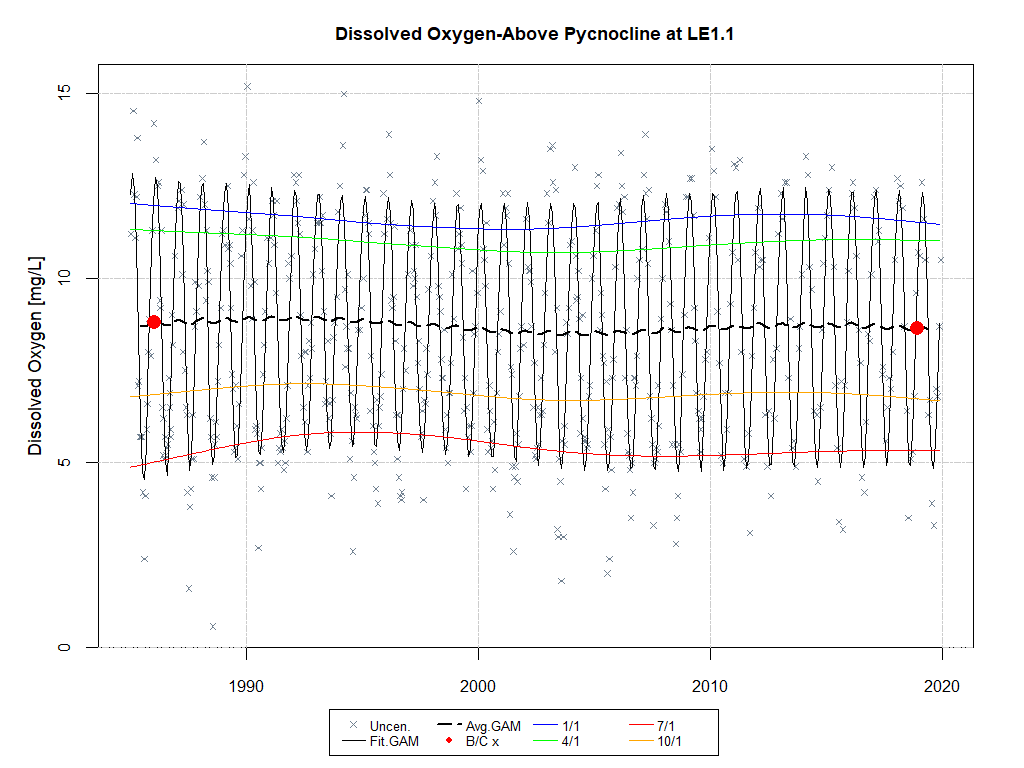 Dissolved Oxygen-Above Pycnocline at LE1.1
Dissolved Oxygen [mg/L]
15
10
5
0
1990 2000 2010 2020
Uncen. Avg.GAM 1/1 7/1
Fit.GAM B/C x 4/1 10/1